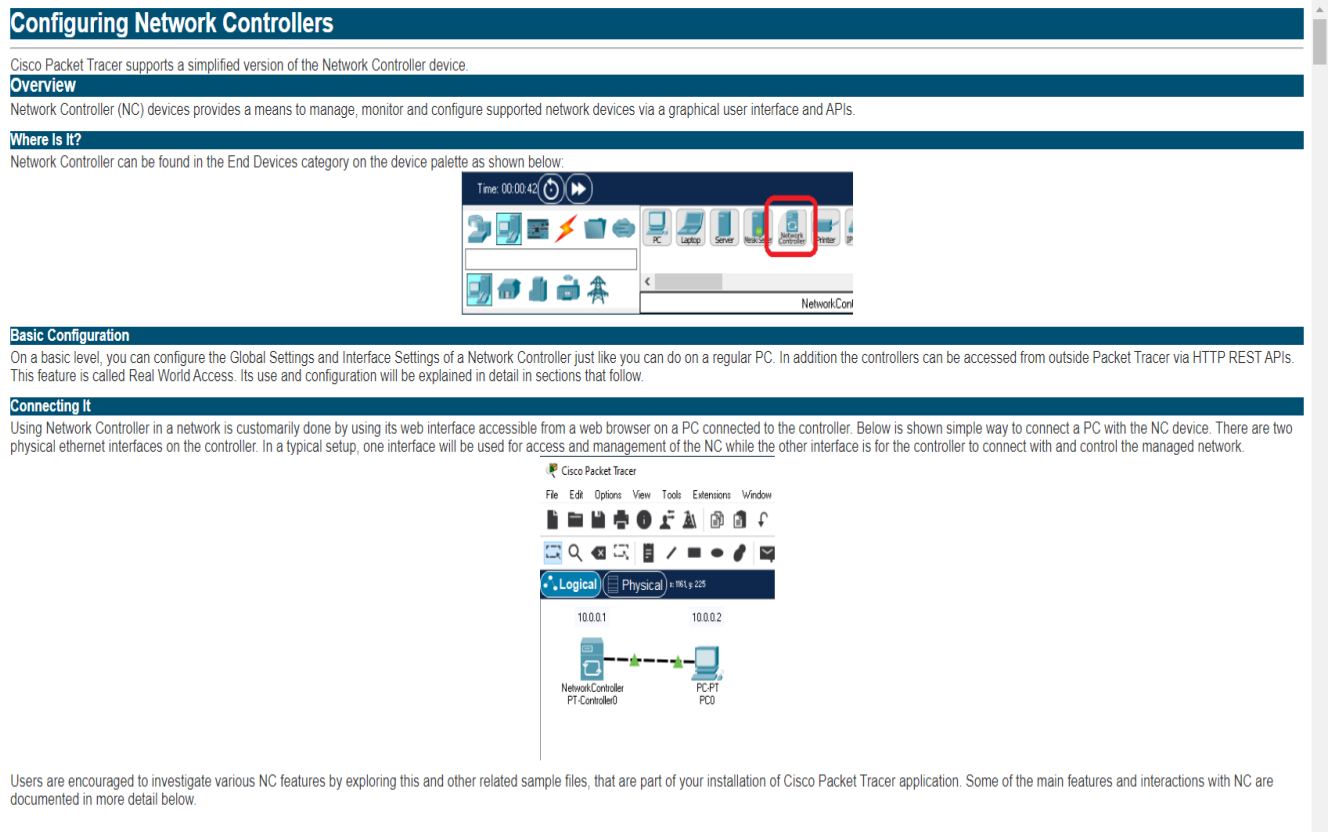 Configuring Network Controllers
Cisco Packet Tracer supports a simplified version of the Network Controller device.
Overview
Network Controller (NC) devices provides a means to manage, monitor and configure supported network devices via a graphical user interface and APIs.
Where Is It?
Network Controller can be found in the End Devices category on the device palette as shown below:
Time: 00:00:42
PC
Laptop
Server
Network
Controller
Printer
NetworkCont
Basic Configuration
On a basic level, you can configure the Global Settings and Interface Settings of a Network Controller just like you can do on a regular PC. In addition the controllers can be accessed from outside Packet Tracer via HTTP REST APIs.
This feature is called Real World Access. Its use and configuration will be explained in detail in sections that follow.
Connecting It
Using Network Controller in a network is customarily done by using its web interface accessible from a web browser on a PC connected to the controller. Below is shown simple way to connect a PC with the NC device. There are two
physical ethernet interfaces on the controller. In a typical setup, one interface will be used for access and management of the NC while the other interface is for the controller to connect with and control the managed network.
Cisco Packet Tracer
File Edit Options View Tools Extensions Window
Logical Physical x: 1161, y: 225
10.0.0.1 10.0.0.2
NetworkController PC-PT
PT-Controller0 PC0
Users are encouraged to investigate various NC features by exploring this and other related sample files, that are part of your installation of Cisco Packet Tracer application. Some of the main features and interactions with NC are
documented in more detail below.